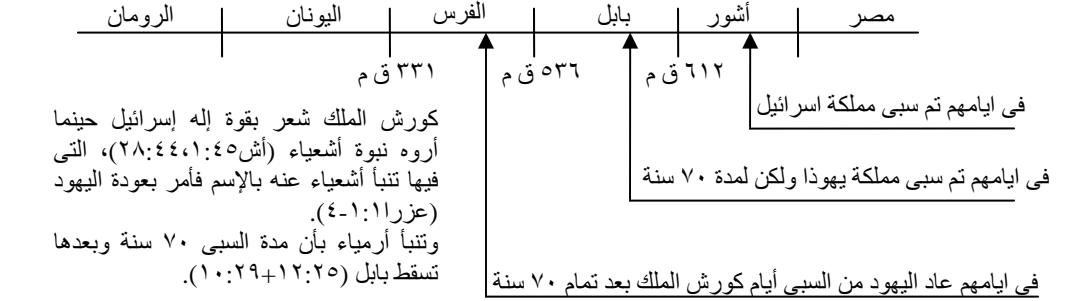 مصر أشور بابل الفرس اليونان الرومان
٦١٢ ق م ٥٣٦ ق م ٣٣١ ق م
فى ايامهم تم سبى مملكة اسرائيل
فى ايامهم تم سبى مملكة يهوذا ولكن لمدة ٧٠ سنة
فى ايامهم عاد اليهود من السبى أيام كورش الملك بعد تمام ٧٠ سنة
كورش الملك شعر بقوة إله إسرائيل حينما
أروه نبوة أشعياء (أش٢٨:٤٤،١:٤٥)، التى
فيها تنبأ أشعياء عنه بالإسم فأمر بعودة اليهود
(عزرا١:١-٤).
وتنبأ أرمياء بأن مدة السبى ٧٠ سنة وبعدها
تسقط بابل (١٢:٢٥+١٠:٢٩).